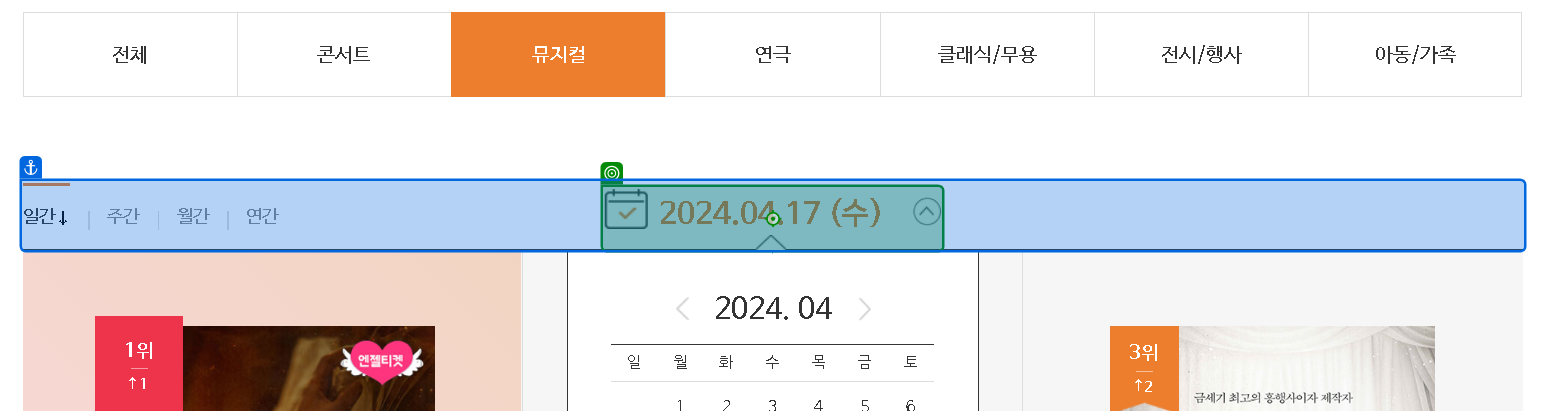 전체 콘서트 뮤지컬 연극 클래식/무용 전시/행사 아동/가족
일간↓ 주간 월간 연간 2024.04.17 (수)
2024. 04
일 월 화 수 목 금 토
1 2 3 4 5 6
1위
↑1
엔젤티켓
3위
↑2
금세기 최고의 흥행사이자 제작자